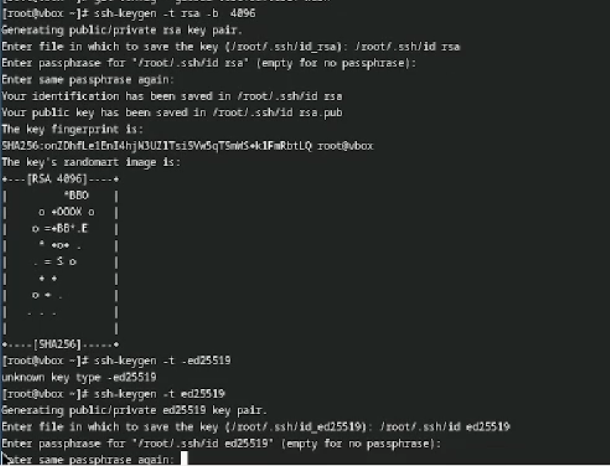 [root@vbox ~]# ssh-keygen -t rsa -b  4096
Generating public/private rsa key pair.
Enter file in which to save the key (/root/.ssh/id_rsa): /root/.ssh/id rsa
Enter passphrase for "/root/.ssh/id rsa" (empty for no passphrase):
Enter same passphrase again:
Your identification has been saved in /root/.ssh/id rsa
Your public key has been saved in /root/.ssh/id rsa.pub
The key fingerprint is:
root@vbox
The key's randomart image is:
+---[RSA 4096]----+
|        *BBO     |
|    o +OOOX o    |
|   o =+BB*.E     |
|    * +o+ .      |
|   . = S o       |
|    + +          |
|   o + .         |
|  . . .          |
|                 |
+----[SHA256]-----+
[root@vbox ~]# ssh-keygen -t -ed25519
unknown key type -ed25519
[root@vbox ~]# ssh-keygen -t ed25519
Generating public/private ed25519 key pair.
Enter file in which to save the key (/root/.ssh/id_ed25519): /root/.ssh/id ed25519
Enter passphrase for "/root/.ssh/id ed25519" (empty for no passphrase):
Enter same passphrase again: